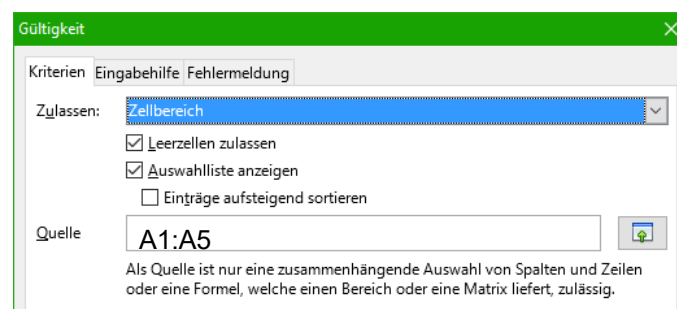 Gültigkeit
Kriterien Eingabehilfe Fehlermeldung
Zulassen: Zellbereich
Leerzellen zulassen
Auswahlliste anzeigen
Einträge aufsteigend sortieren
Quelle A1:A5
Als Quelle ist nur eine zusammenhängende Auswahl von Spalten und Zeilen
oder eine Formel, welche einen Bereich oder eine Matrix liefert, zulässig.